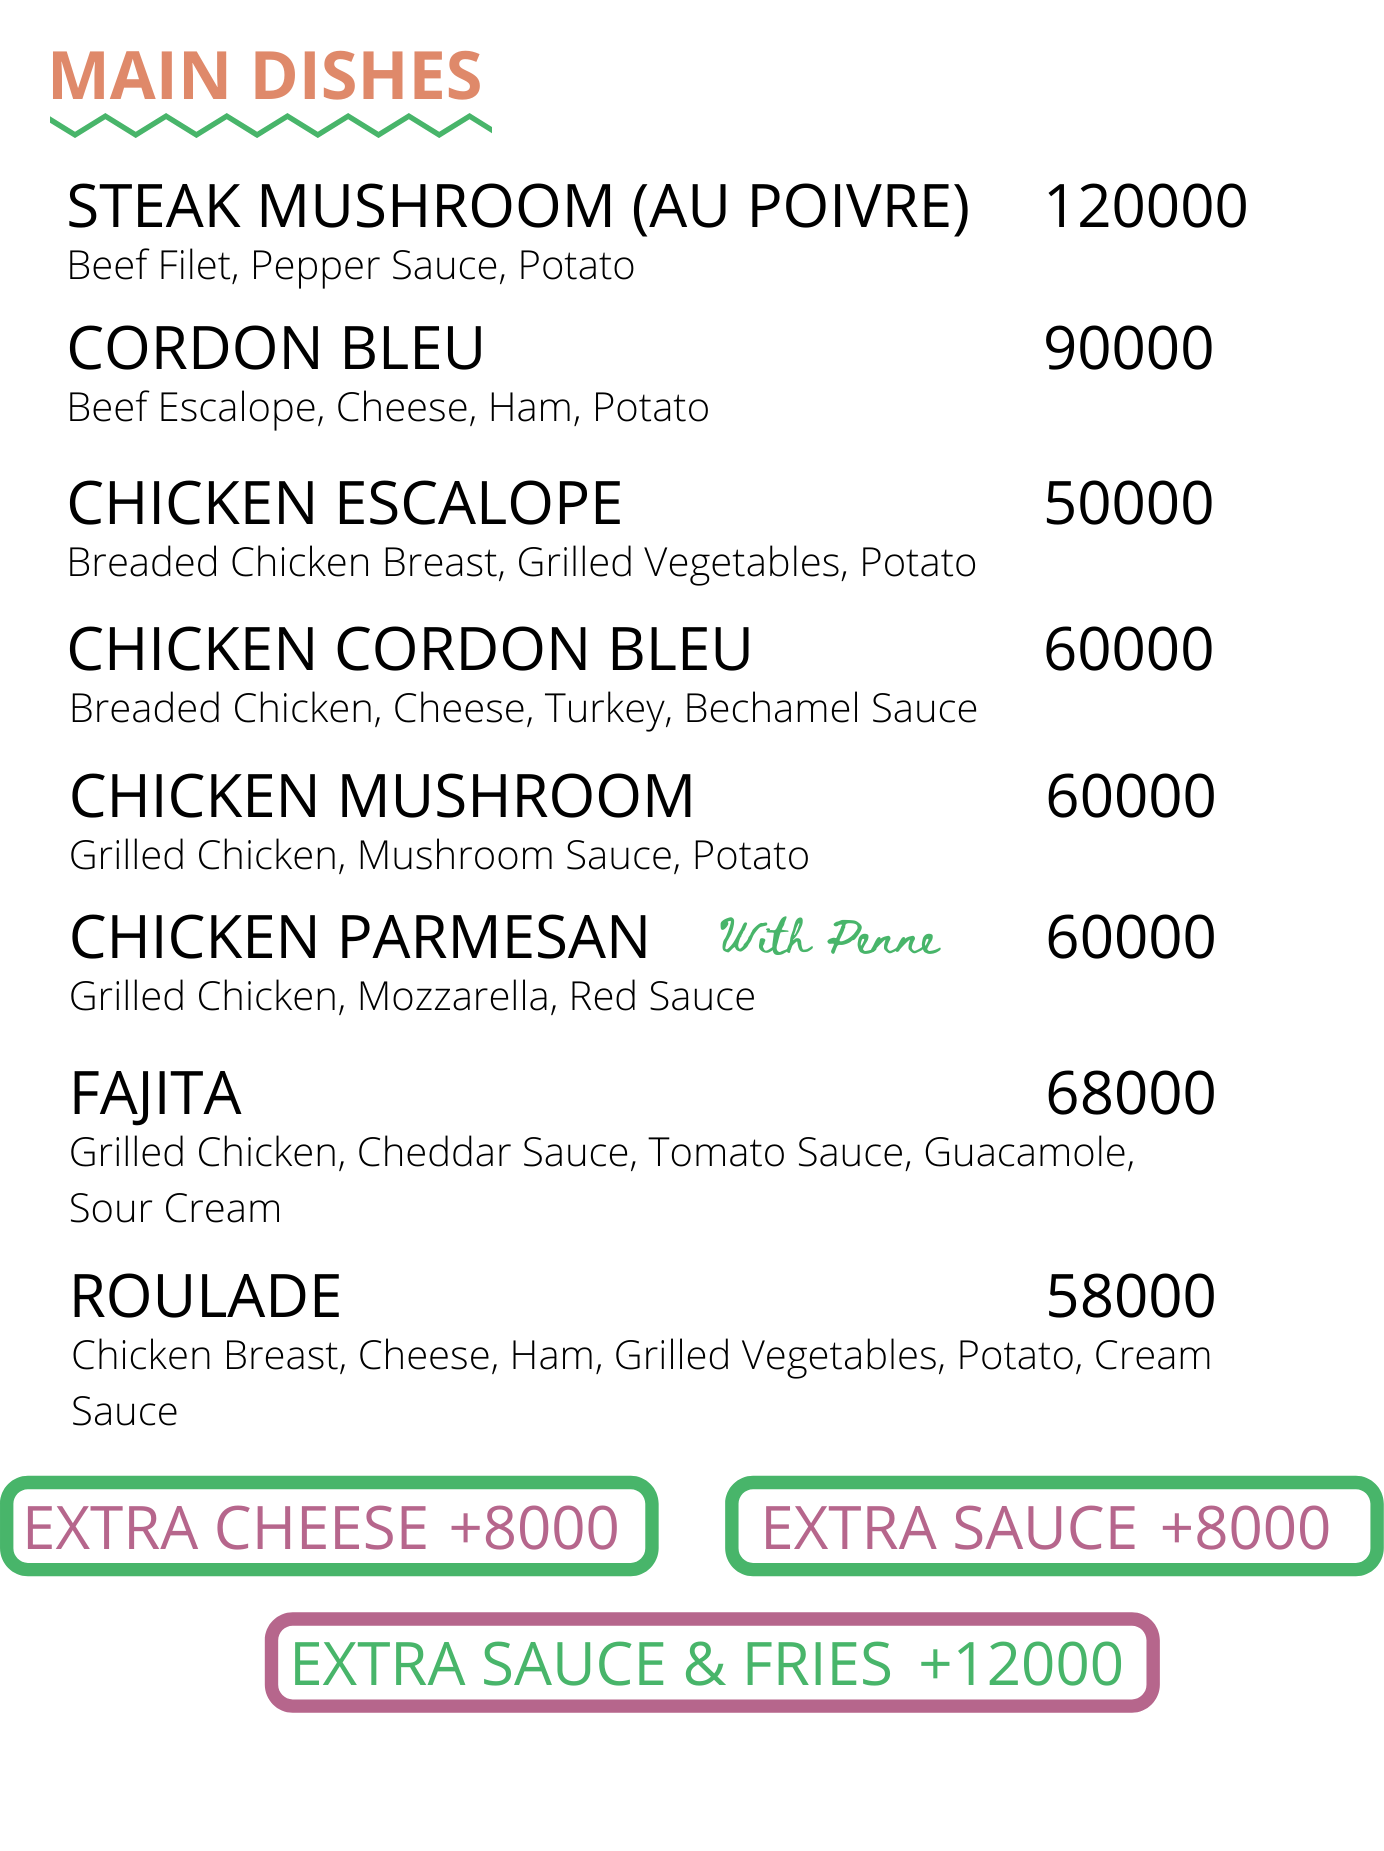 MAIN DISHES
STEAK MUSHROOM (AU POIVRE) 120000
Beef Filet, Pepper Sauce, Potato
CORDON BLEU 90000
Beef Escalope, Cheese, Ham, Potato
CHICKEN ESCALOPE 50000
Breaded Chicken Breast, Grilled Vegetables, Potato
CHICKEN CORDON BLEU 60000
Breaded Chicken, Cheese, Turkey, Bechamel Sauce
CHICKEN MUSHROOM 60000
Grilled Chicken, Mushroom Sauce, Potato
CHICKEN PARMESAN With Penne 60000
Grilled Chicken, Mozzarella, Red Sauce
FAJITA 68000
Grilled Chicken, Cheddar Sauce, Tomato Sauce, Guacamole,
Sour Cream
ROULADE 58000
Chicken Breast, Cheese, Ham, Grilled Vegetables, Potato, Cream
Sauce
EXTRA CHEESE +8000 EXTRA SAUCE +8000
EXTRA SAUCE & FRIES +12000